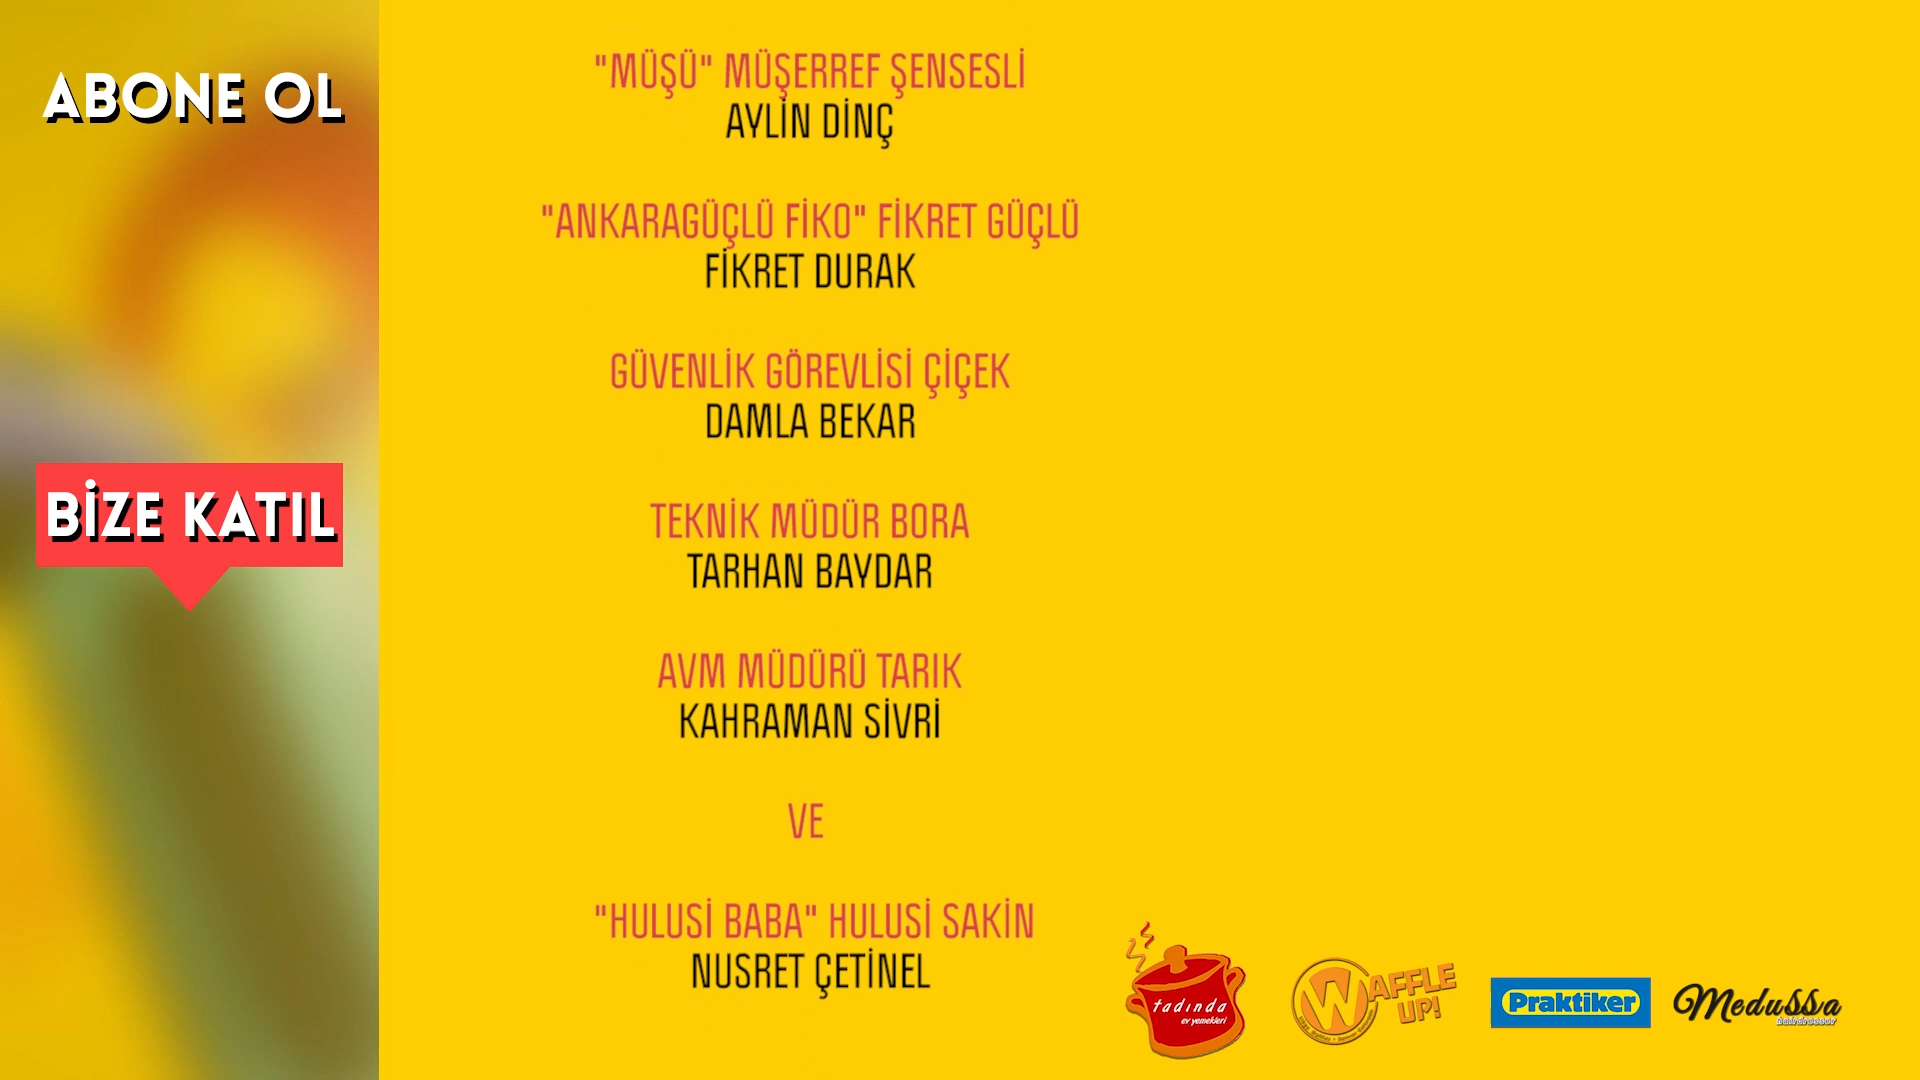 ABONE OL
BİZE KATIL
"MÜŞÜ" MÜŞERREF ŞENSESLİ
AYLİN DİNÇ
"ANKARAGÜÇLÜ FİKO" FİKRET GÜÇLÜ
FİKRET DURAK
GÜVENLİK GÖREVLİSİ ÇİÇEK
DAMLA BEKAR
TEKNİK MÜDÜR BORA
TARHAN BAYDAR
AVM MÜDÜRÜ TARIK
KAHRAMAN SİVRİ
VE
"HULUSİ BABA" HULUSİ SAKİN
NUSRET ÇETİNEL
tadında
ev yemekleri
WAFFLE
UP!
Praktiker
Medussa
hairdresser